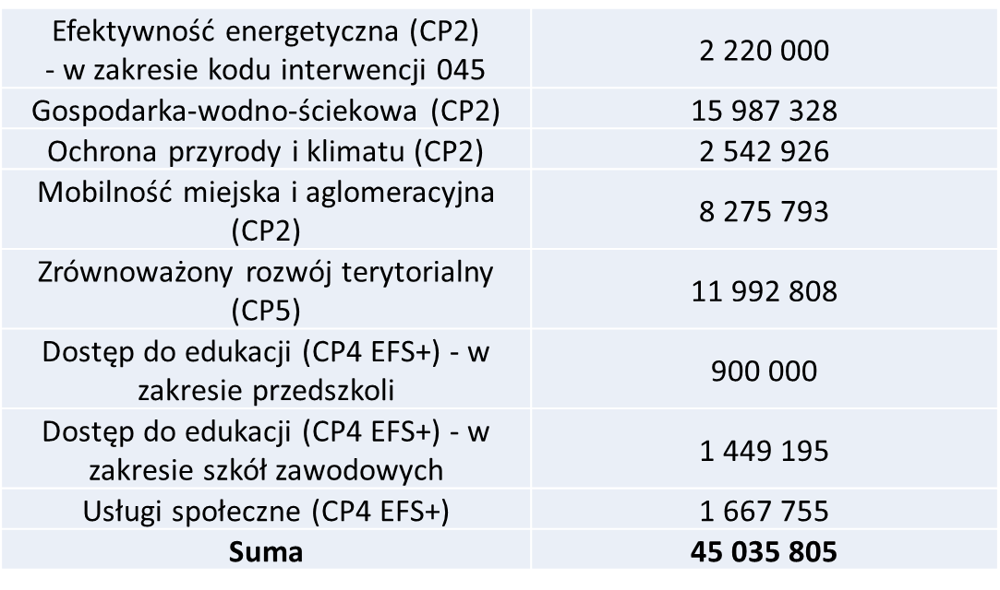 Efektywność energetyczna (CP2)
- w zakresie kodu interwencji 045
2 220 000
Gospodarka-wodno-ściekowa (CP2)
15 987 328
Ochrona przyrody i klimatu (CP2)
2 542 926
Mobilność miejska i aglomeracyjna
(CP2)
8 275 793
Zrównoważony rozwój terytorialny
(CP5)
11 992 808
Dostęp do edukacji (CP4 EFS+) - w
zakresie przedszkoli
900 000
Dostęp do edukacji (CP4 EFS+) - w
zakresie szkół zawodowych
1 449 195
Usługi społeczne (CP4 EFS+)
1 667 755
Suma
45 035 805